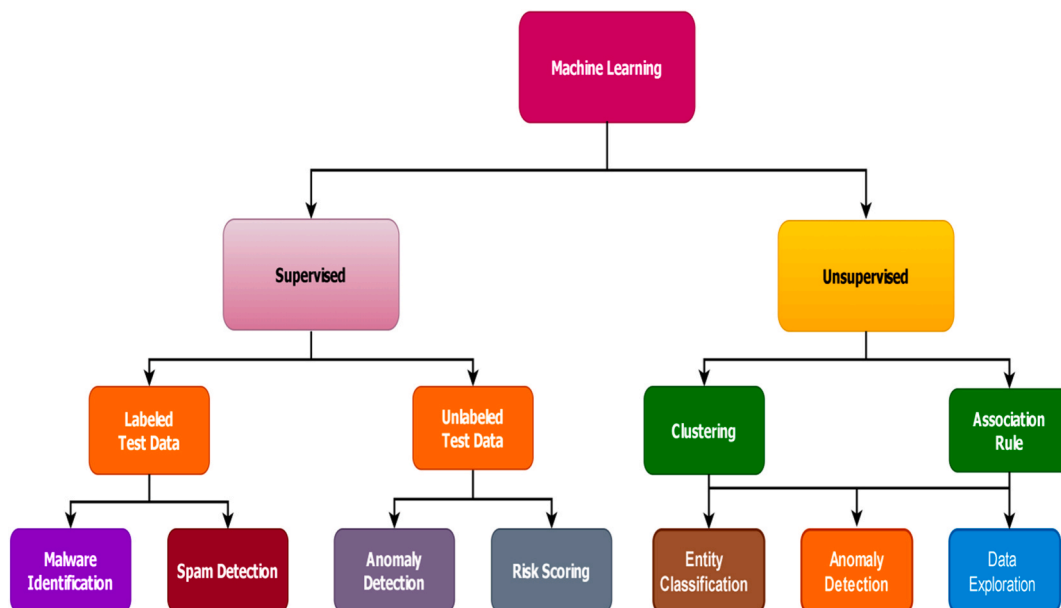 Machine Learning
Supervised
Unsupervised
Labeled
Test Data
Unlabeled
Test Data
Clustering
Association
Rule
Malware
Identification
Spam Detection
Anomaly
Detection
Risk Scoring
Entity
Classification
Anomaly
Detection
Data
Exploration